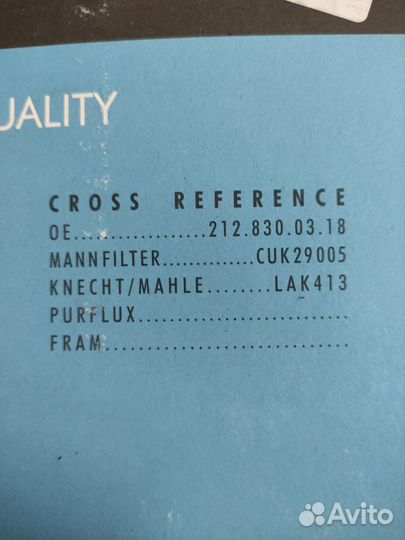 UALITY
CROSS REFERENCE
OE..................212.830.03.18
MANNFILTER..............CUK29005
KNECHT/MAHLE.........LAK413
PURFLUX.............................
FRAM.................................
Avito